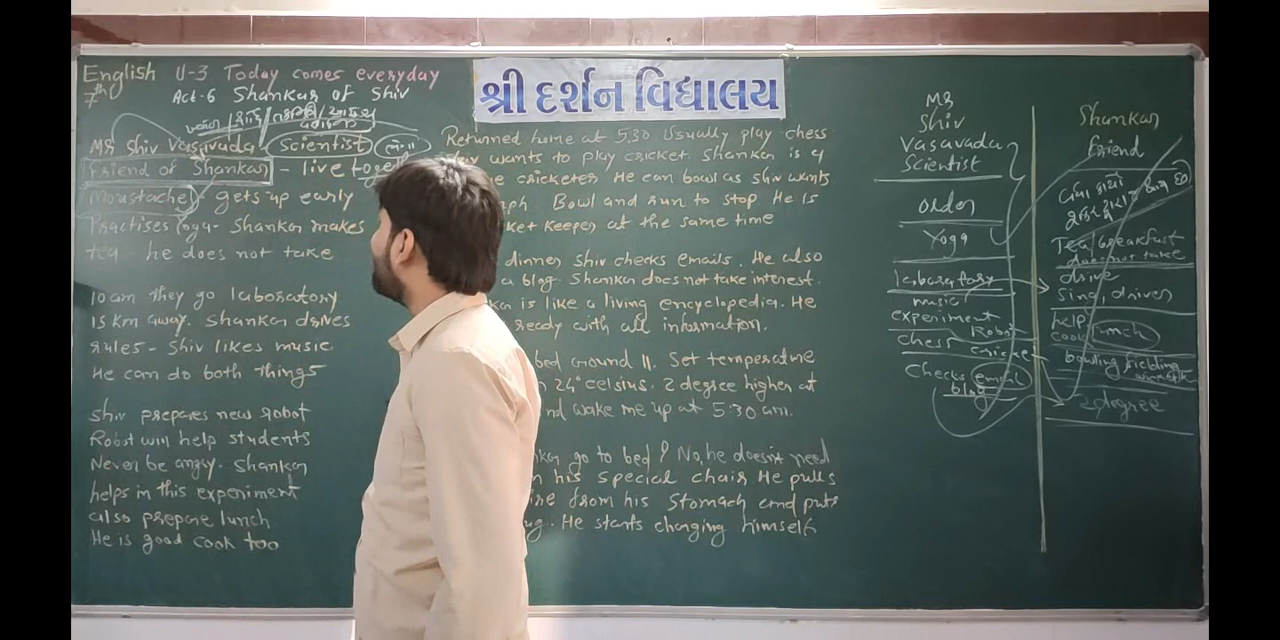 English U-3 Today comes everyday
7th Act-6 Shankar of Shiv
શ્રી દર્શન વિદ્યાલય
Mr Shiv Vasavada Scientist
Friend of Shankar - live toge
Moustache - gets up early
Practises Yoga - Shankar makes
tea - he does not take
10 am they go laboratory
15 km away. Shankar drives
rules - Shiv likes music
He can do both things
Shiv prepares new robot
Robot will help students
Never be angry. Shankar
helps in this experiment
also prepare lunch
He is good cook too
Returned home at 5.30 Usually play chess
wants to play cricket. Shankar is a
cricketer. He can bowl as Shiv wants
Bowl and run to stop He is
ket keeper at the same time
dinner Shiv checks emails. He also
a blog. Shankar does not take interest.
is like a living encyclopedia. He
ready with all information.
bed Ground 11. Set temperature
24° celsius. 2 degree higher at
nd wake me up at 5:30 am.
go to bed? No, he doesn't need
his special chair He pulls
from his stomach and puts
ug. He starts charging himself
Mr
Shiv
Vasavada
Scientist
order
Yoga
laboratary
music
experiment
Robot
chess
cricke
checks email
blog
Shankar
friend
Tea, breakfast
does not take
drive
sing, drives
help
cook lunch
bowling fielding
2 degree